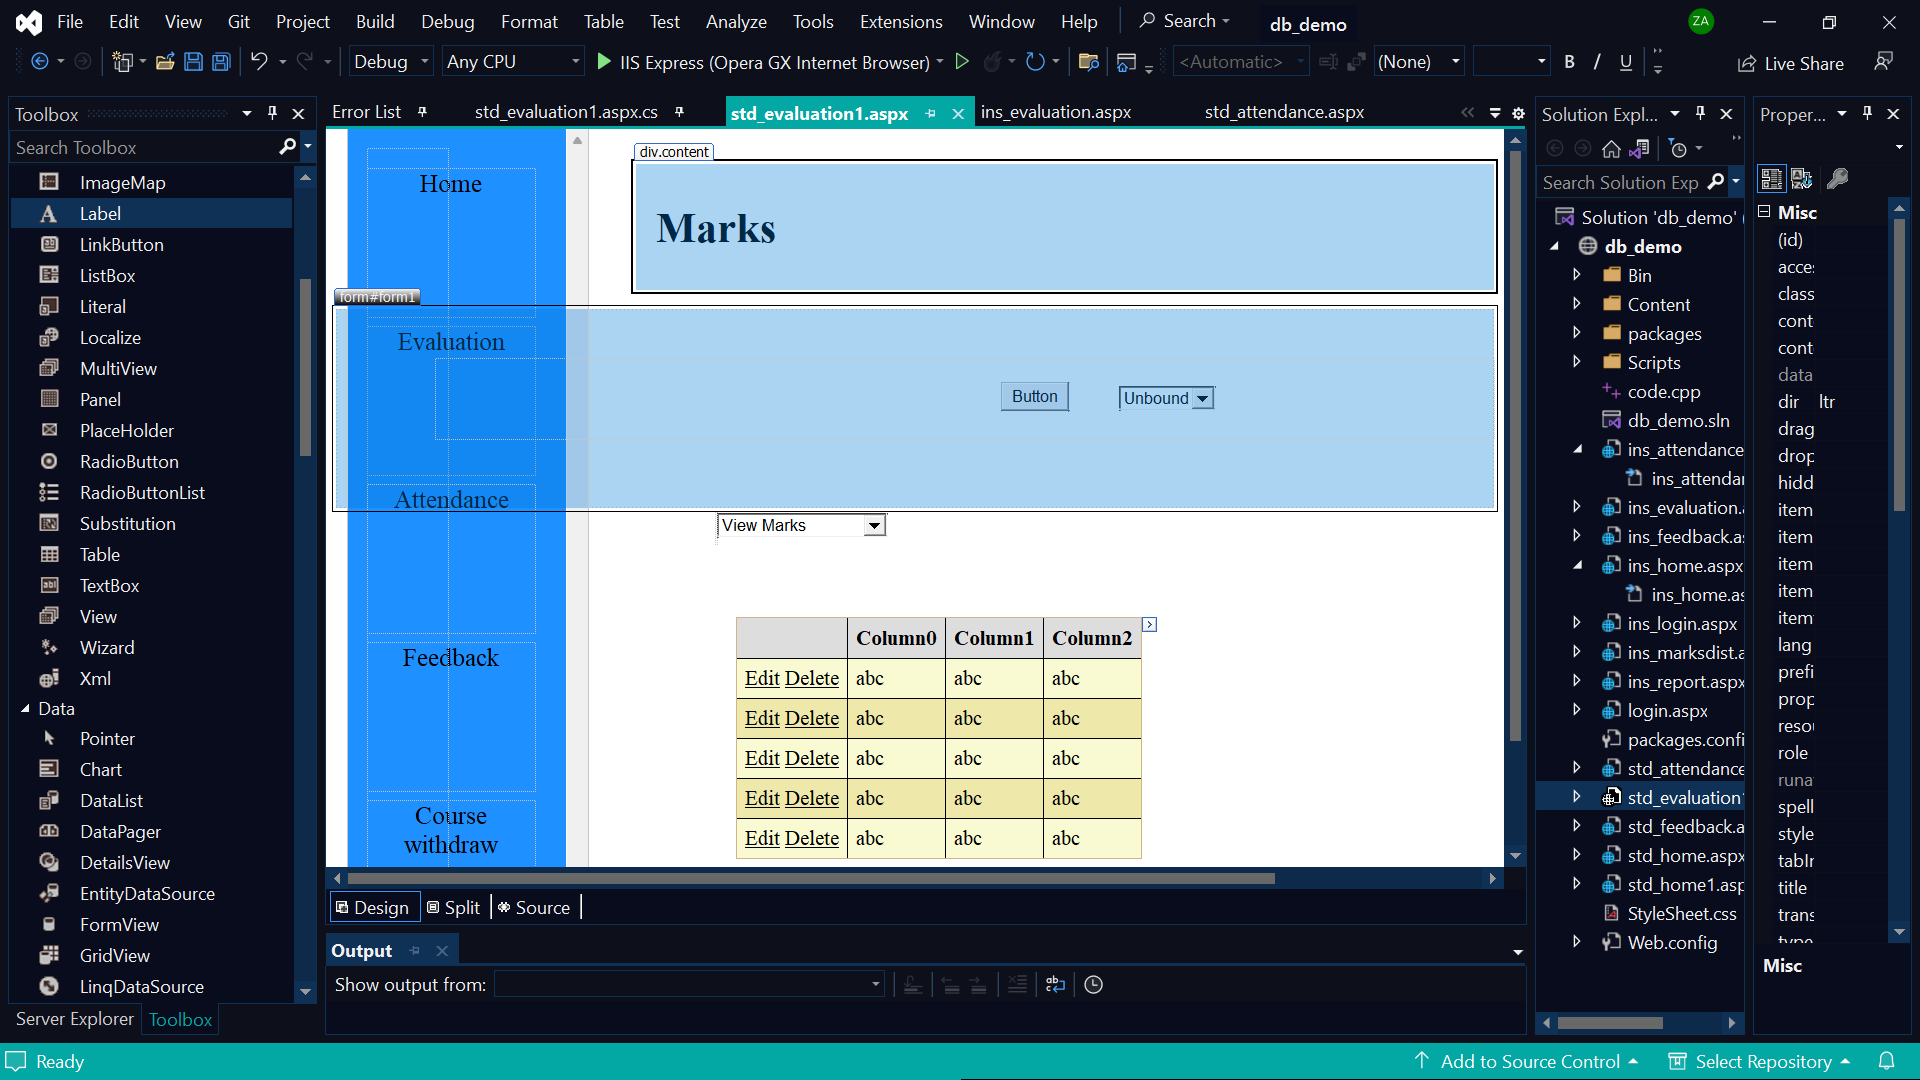 File Edit View Git Project Build Debug Format Table Test Analyze Tools Extensions Window Help Search db_demo ZA
Debug Any CPU IIS Express (Opera GX Internet Browser) <Automatic> (None) B I U Live Share
Toolbox
Search Toolbox
ImageMap
Label
LinkButton
ListBox
Literal
Localize
MultiView
Panel
PlaceHolder
RadioButton
RadioButtonList
Substitution
Table
TextBox
View
Wizard
Xml
Data
Pointer
Chart
DataList
DataPager
DetailsView
EntityDataSource
FormView
GridView
LinqDataSource
Server Explorer Toolbox
Error List std_evaluation1.aspx.cs std_evaluation1.aspx ins_evaluation.aspx std_attendance.aspx
Home
Evaluation
Attendance
Feedback
Course
withdraw
div.content
Marks
form#form1
Button Unbound
View Marks
Column0 Column1 Column2
Edit Delete abc abc abc
Edit Delete abc abc abc
Edit Delete abc abc abc
Edit Delete abc abc abc
Edit Delete abc abc abc
Design Split Source
Output
Show output from:
Solution Expl...
Search Solution Exp
Solution 'db_demo' (
db_demo
Bin
Content
packages
Scripts
code.cpp
db_demo.sln
ins_attendance
ins_attendar
ins_evaluation.a
ins_feedback.as
ins_home.aspx
ins_home.as
ins_login.aspx
ins_marksdist.a
ins_report.aspx
login.aspx
packages.confi
std_attendance
std_evaluation1
std_feedback.a
std_home.aspx
std_home1.asp
StyleSheet.css
Web.config
Proper...
Misc
(id)
acces
class
cont
cont
data
dir ltr
drag
drop
hidd
item
item
item
item
item
lang
prefi
prop
resou
role
runa
spell
style
tabIr
title
trans
type
Misc
Ready Add to Source Control Select Repository